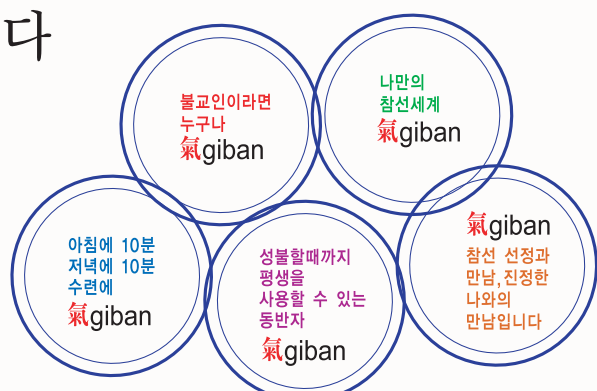 다
불교인이라면
누구나
氣giban
나만의
참선세계
氣giban
아침에 10분
저녁에 10분
수련에
氣giban
성불할때까지
평생을
사용할 수 있는
동반자
氣giban
氣giban
참선 선정과
만남,진정한
나와의
만남입니다